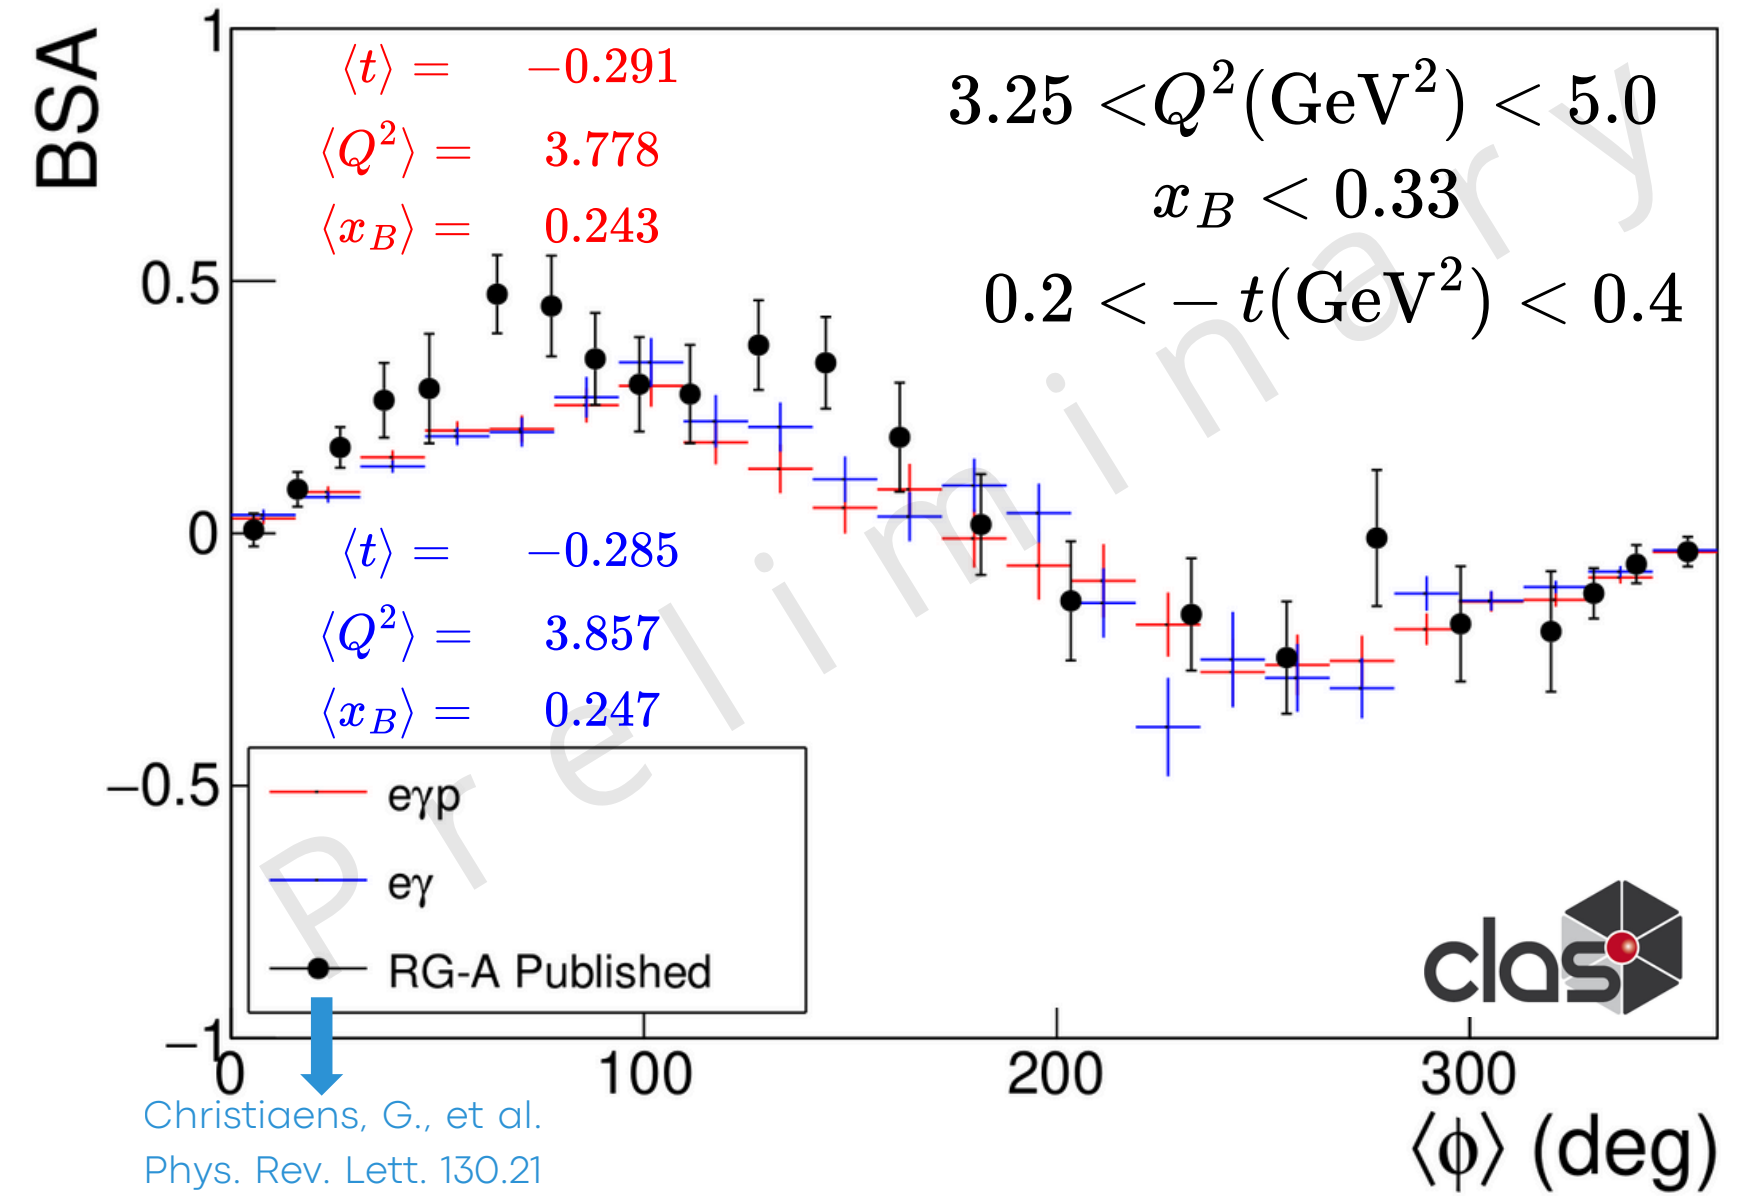 BSA
1
0.5
0
−0.5
−1
⟨t⟩ = −0.291
⟨Q²⟩ = 3.778
⟨x_B⟩ = 0.243
3.25 < Q²(GeV²) < 5.0
x_B < 0.33
0.2 < − t(GeV²) < 0.4
⟨t⟩ = −0.285
⟨Q²⟩ = 3.857
⟨x_B⟩ = 0.247
Preliminary
eγp
eγ
RG-A Published
clas
0 100 200 300
⟨ϕ⟩ (deg)
Christiaens, G., et al.
Phys. Rev. Lett. 130.21